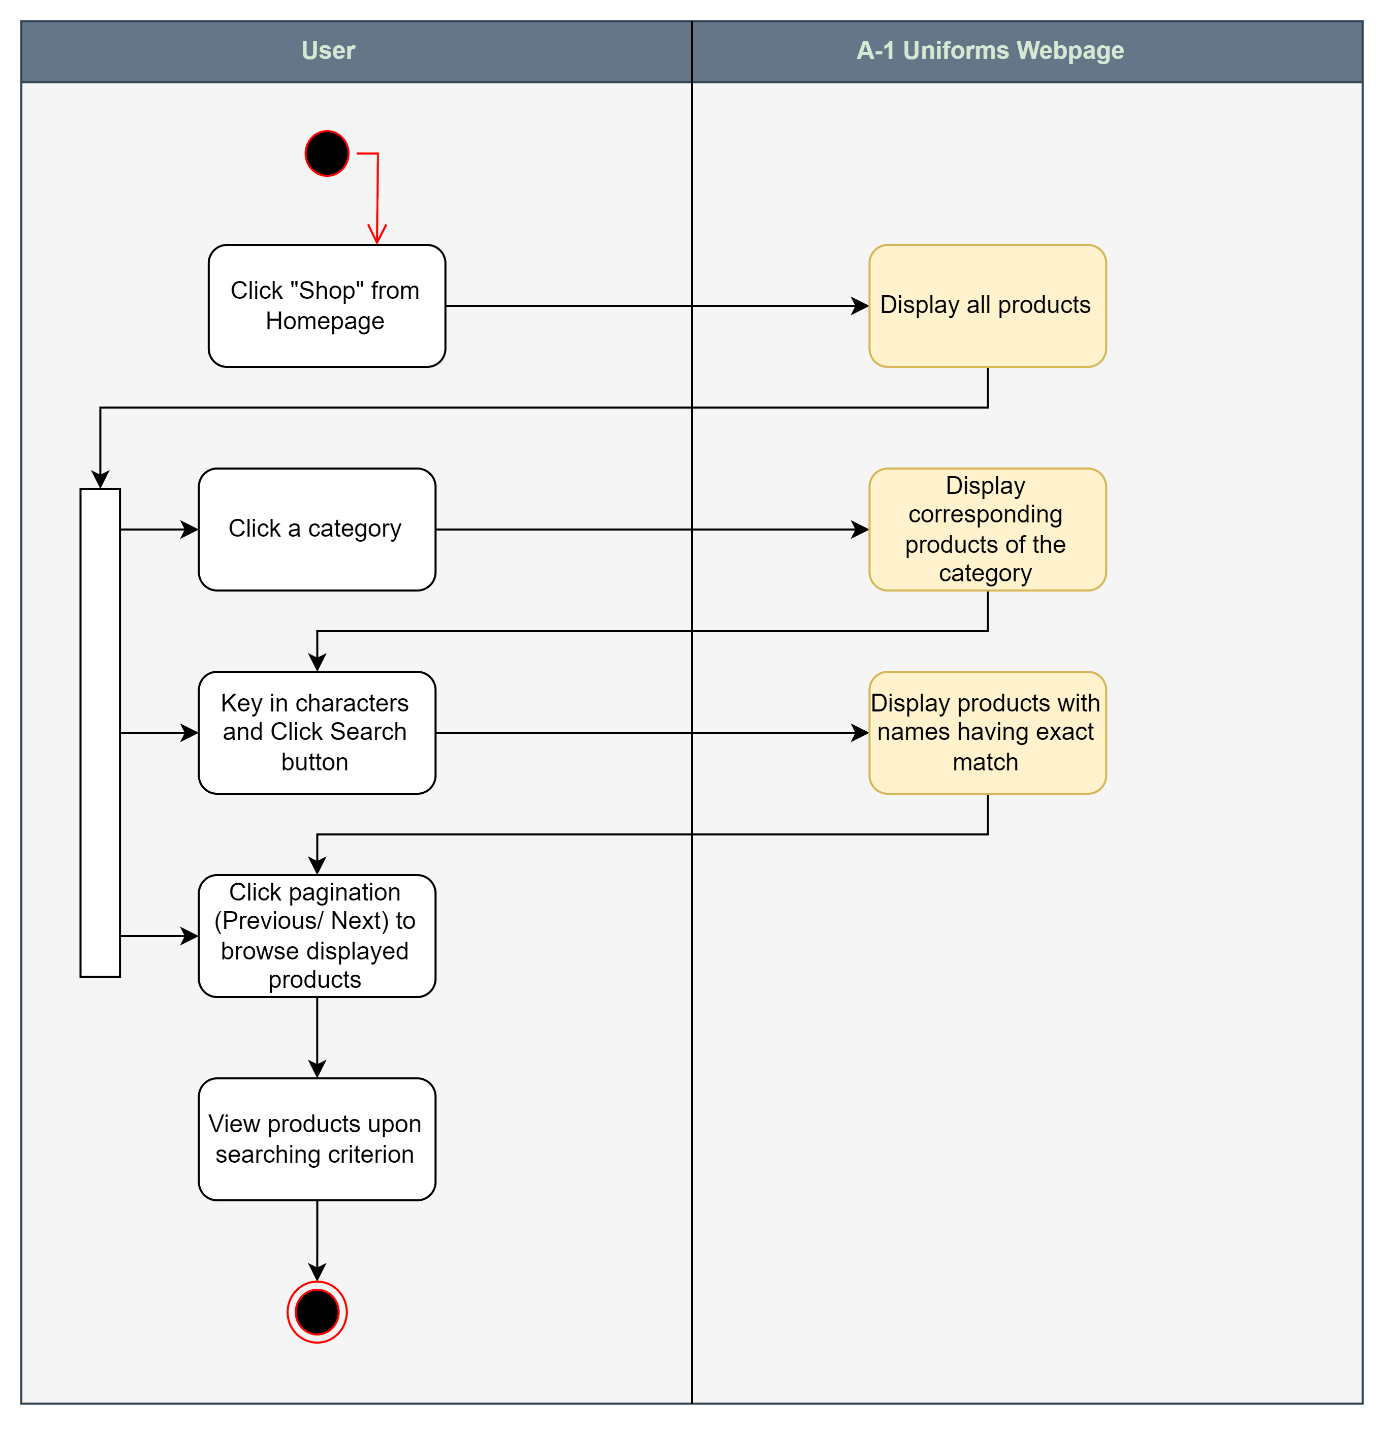 User
A-1 Uniforms Webpage
Click "Shop" from
Homepage
Display all products
Click a category
Display
corresponding
products of the
category
Key in characters
and Click Search
button
Display products with
names having exact
match
Click pagination
(Previous/ Next) to
browse displayed
products
View products upon
searching criterion